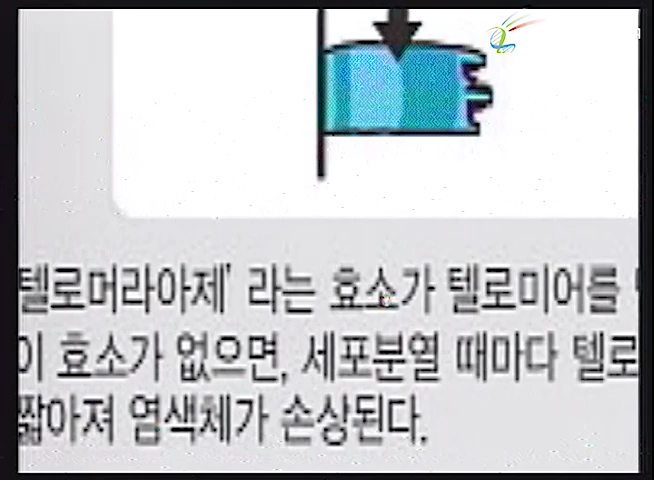 텔로머라아제' 라는 효소가 텔로미어를
이 효소가 없으면, 세포분열 때마다 텔로
짧아져 염색체가 손상된다.